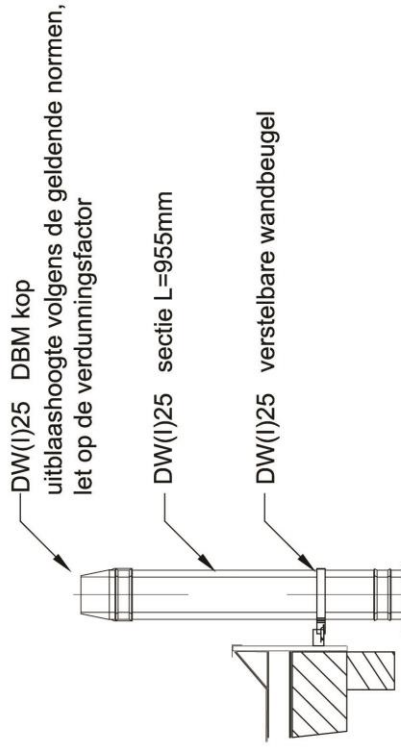 DW(I)25 DBM kop
uitblaashoogte volgens de geldende normen,
let op de verdunningsfactor
DW(I)25 sectie L=955mm
DW(I)25 verstelbare wandbeugel